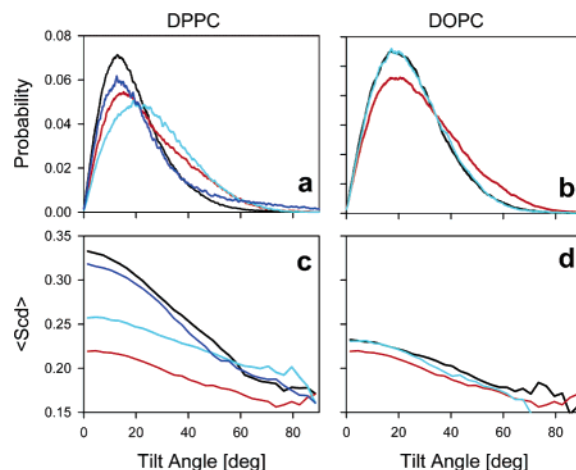 DPPC DOPC
Probability
0.08
0.06
0.04
0.02
0.00
a b
<Scd>
0.35
0.30
0.25
0.20
0.15
c d
0 20 40 60 80 0 20 40 60 80
Tilt Angle [deg] Tilt Angle [deg]